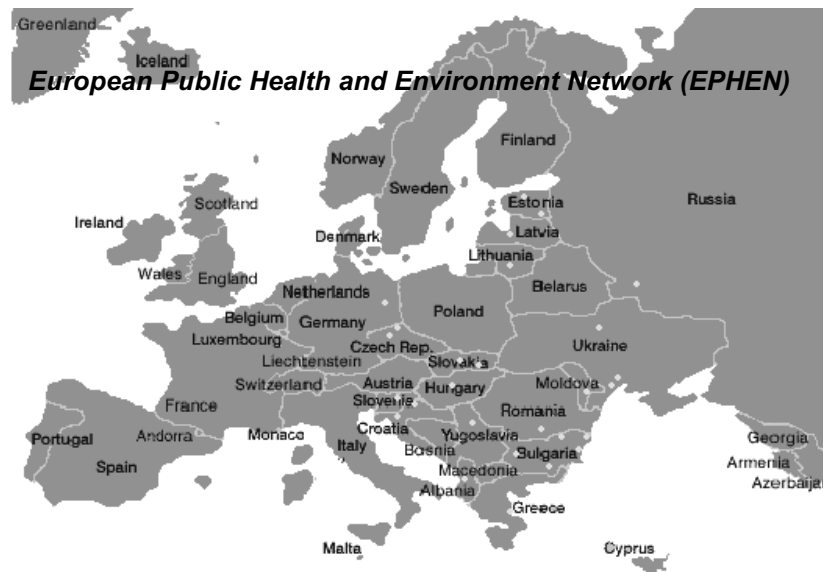 Greenland
Iceland
European Public Health and Environment Network (EPHEN)
Finland
Norway
Sweden
Russia
Scotland
Estonia
Ireland
Denmark
Latvia
Lithuania
Wales
England
Belarus
Netherlands
Poland
Belgium
Germany
Luxembourg
Ukraine
Czech Rep.
Liechtenstein
Slovakia
Switzerland
Austria
Hungary
Moldova
Slovenia
France
Romania
Portugal
Andorra
Monaco
Croatia
Yugoslavia
Georgia
Italy
Bosnia
Bulgaria
Spain
Macedonia
Armenia
Albania
Azerbaijan
Greece
Malta
Cyprus